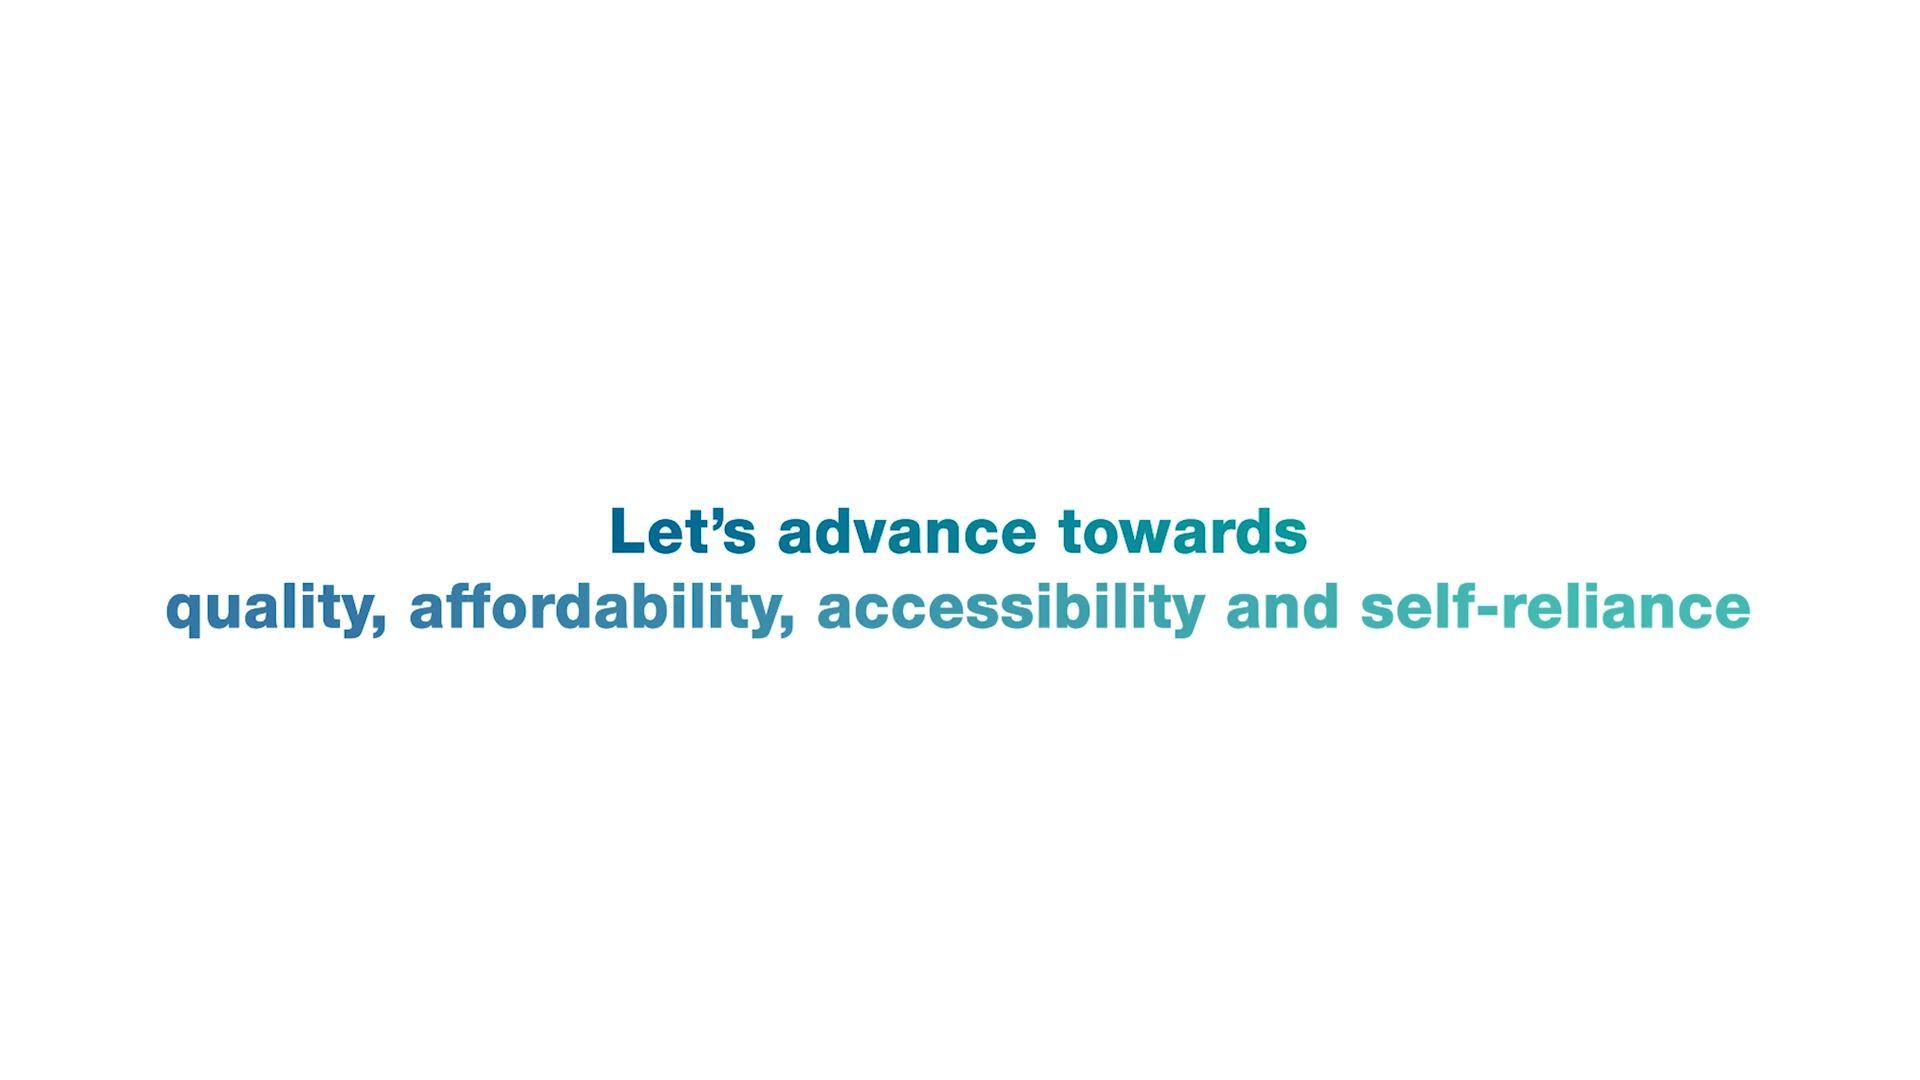 Let’s advance towards
quality, affordability, accessibility and self-reliance